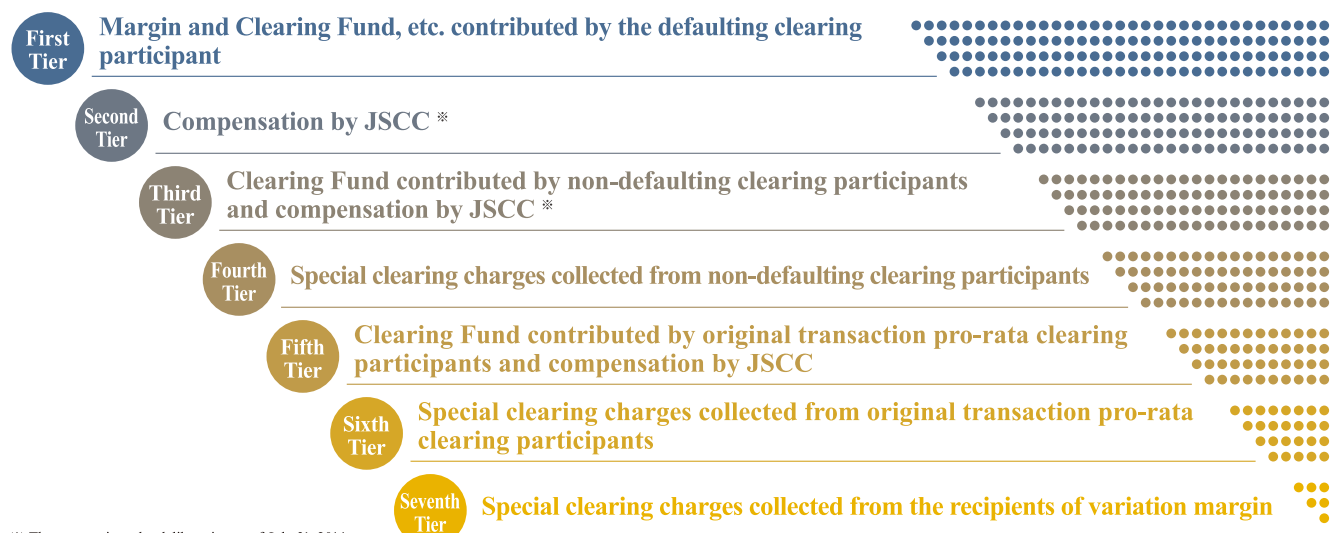 First
Tier
Margin and Clearing Fund, etc. contributed by the defaulting clearing
participant
Second
Tier
Compensation by JSCC ※
Third
Tier
Clearing Fund contributed by non-defaulting clearing participants
and compensation by JSCC ※
Fourth
Tier
Special clearing charges collected from non-defaulting clearing participants
Fifth
Tier
Clearing Fund contributed by original transaction pro-rata clearing
participants and compensation by JSCC
Sixth
Tier
Special clearing charges collected from original transaction pro-rata
clearing participants
Seventh
Tier
Special clearing charges collected from the recipients of variation margin